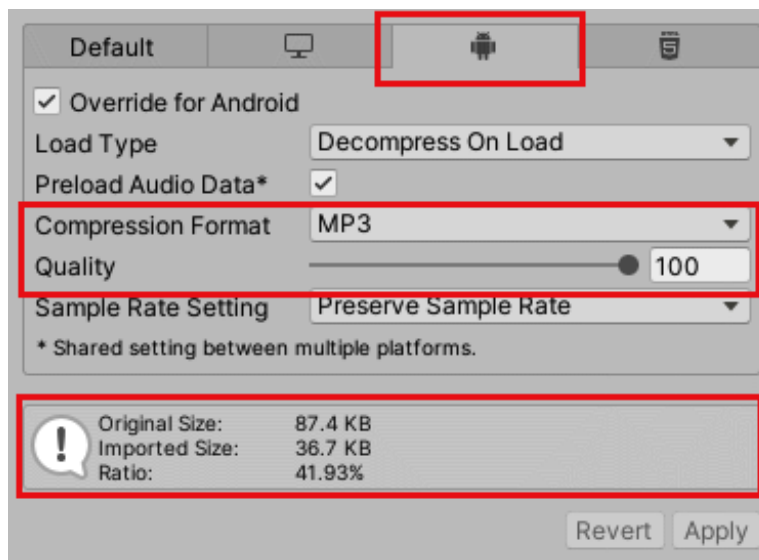 Default
Override for Android
Load Type Decompress On Load
Preload Audio Data*
Compression Format MP3
Quality 100
Sample Rate Setting Preserve Sample Rate
* Shared setting between multiple platforms.
Original Size: 87.4 KB
Imported Size: 36.7 KB
Ratio: 41.93%
Revert Apply